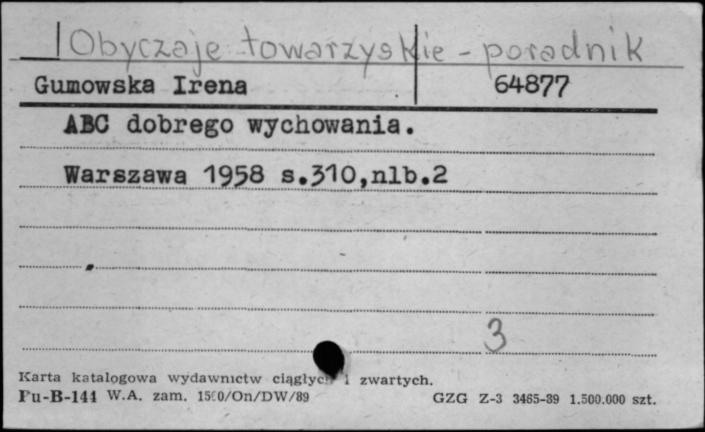 Obyczaje towarzyskie - poradnik
Gumowska Irena 64877
ABC dobrego wychowania.
Warszawa 1958 s.310,nlb.2
3
Karta katalogowa wydawnictw ciągłych i zwartych.
Pu-B-144 W.A. zam. 1500/On/DW/89 GZG Z-3 3465-89 1.500.000 szt.